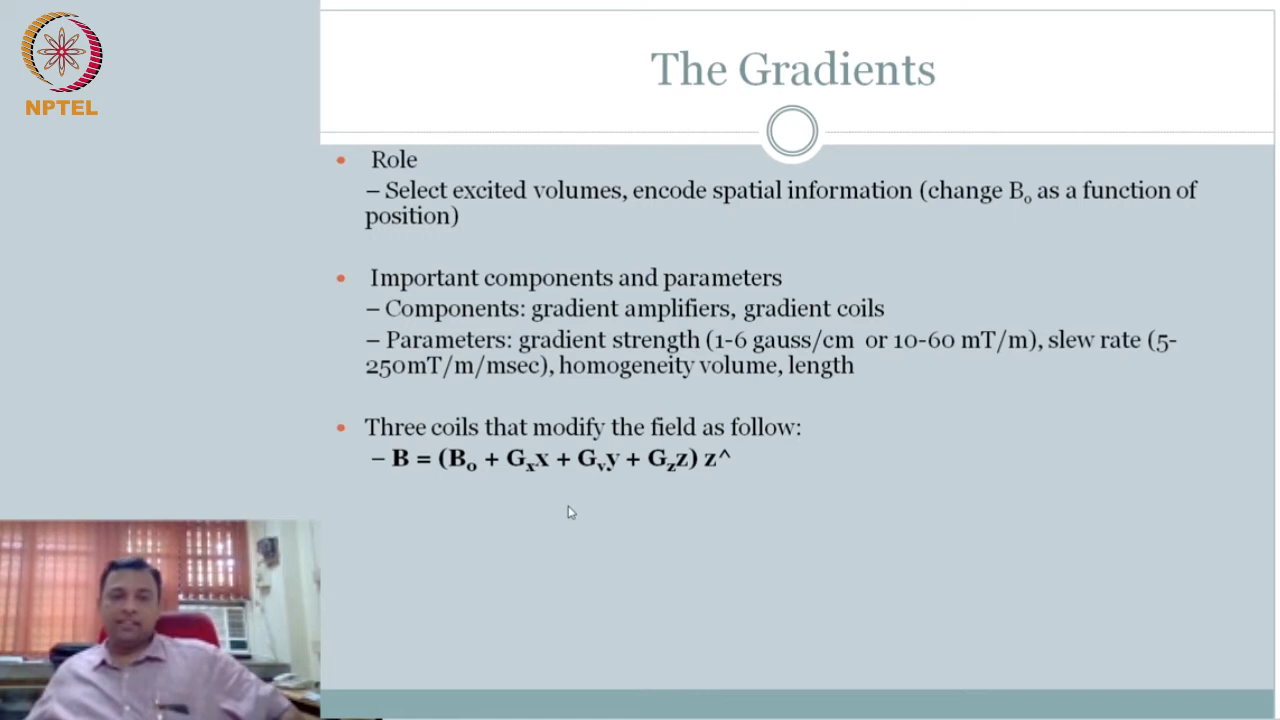 NPTEL
The Gradients
• Role
– Select excited volumes, encode spatial information (change B₀ as a function of
position)
• Important components and parameters
– Components: gradient amplifiers, gradient coils
– Parameters: gradient strength (1-6 gauss/cm or 10-60 mT/m), slew rate (5-
250mT/m/msec), homogeneity volume, length
• Three coils that modify the field as follow:
– B = (B₀ + Gₓx + Gᵧy + G_z z) z^